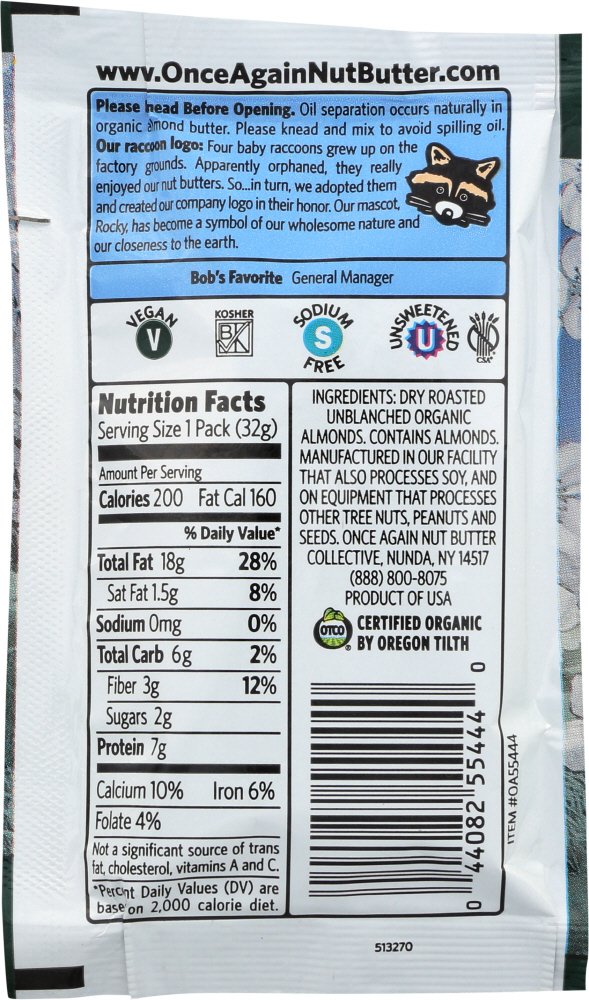 www.OnceAgainNutButter.com
Please head Before Opening. Oil separation occurs naturally in
organic almond butter. Please knead and mix to avoid spilling oil.
Our raccoon logo: Four baby raccoons grew up on the
factory grounds. Apparently orphaned, they really
enjoyed our nut butters. So...in turn, we adopted them
and created our company logo in their honor. Our mascot,
Rocky, has become a symbol of our wholesome nature and
our closeness to the earth.
Bob's Favorite General Manager
VEGAN
V
KOSHER
BVK
SODIUM
S
FREE
UNSWEETENED
U
CSA*
Nutrition Facts
Serving Size 1 Pack (32g)
Amount Per Serving
Calories 200 Fat Cal 160
% Daily Value*
Total Fat 18g 28%
Sat Fat 1.5g 8%
Sodium 0mg 0%
Total Carb 6g 2%
Fiber 3g 12%
Sugars 2g
Protein 7g
Calcium 10% Iron 6%
Folate 4%
Not a significant source of trans
fat, cholesterol, vitamins A and C.
*Percnt Daily Values (DV) are
base on 2,000 calorie diet.
INGREDIENTS: DRY ROASTED
UNBLANCHED ORGANIC
ALMONDS. CONTAINS ALMONDS.
MANUFACTURED IN OUR FACILITY
THAT ALSO PROCESSES SOY, AND
ON EQUIPMENT THAT PROCESSES
OTHER TREE NUTS, PEANUTS AND
SEEDS. ONCE AGAIN NUT BUTTER
COLLECTIVE, NUNDA, NY 14517
(888) 800-8075
PRODUCT OF USA
OTCO
CERTIFIED ORGANIC
BY OREGON TILTH
0 44082 55444 0
ITEM #0A55444
513270